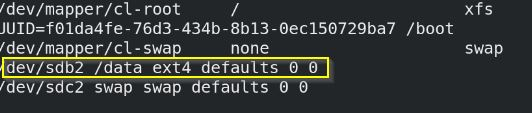 /dev/mapper/cl-root / xfs
UUID=f01da4fe-76d3-434b-8b13-0ec150729ba7 /boot
/dev/mapper/cl-swap none swap
/dev/sdb2 /data ext4 defaults 0 0
/dev/sdc2 swap swap defaults 0 0